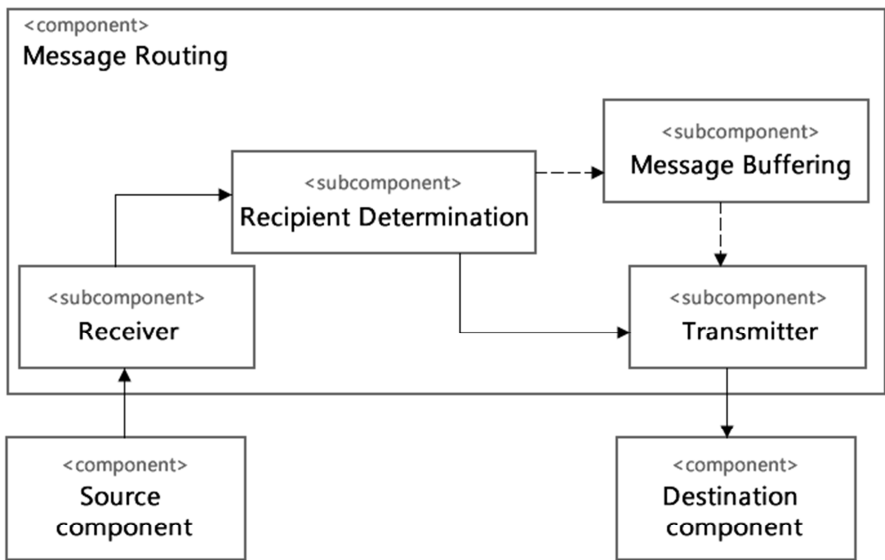 <component>
Message Routing
<subcomponent>
Message Buffering
<subcomponent>
Recipient Determination
<subcomponent>
Receiver
<subcomponent>
Transmitter
<component>
Source
component
<component>
Destination
component